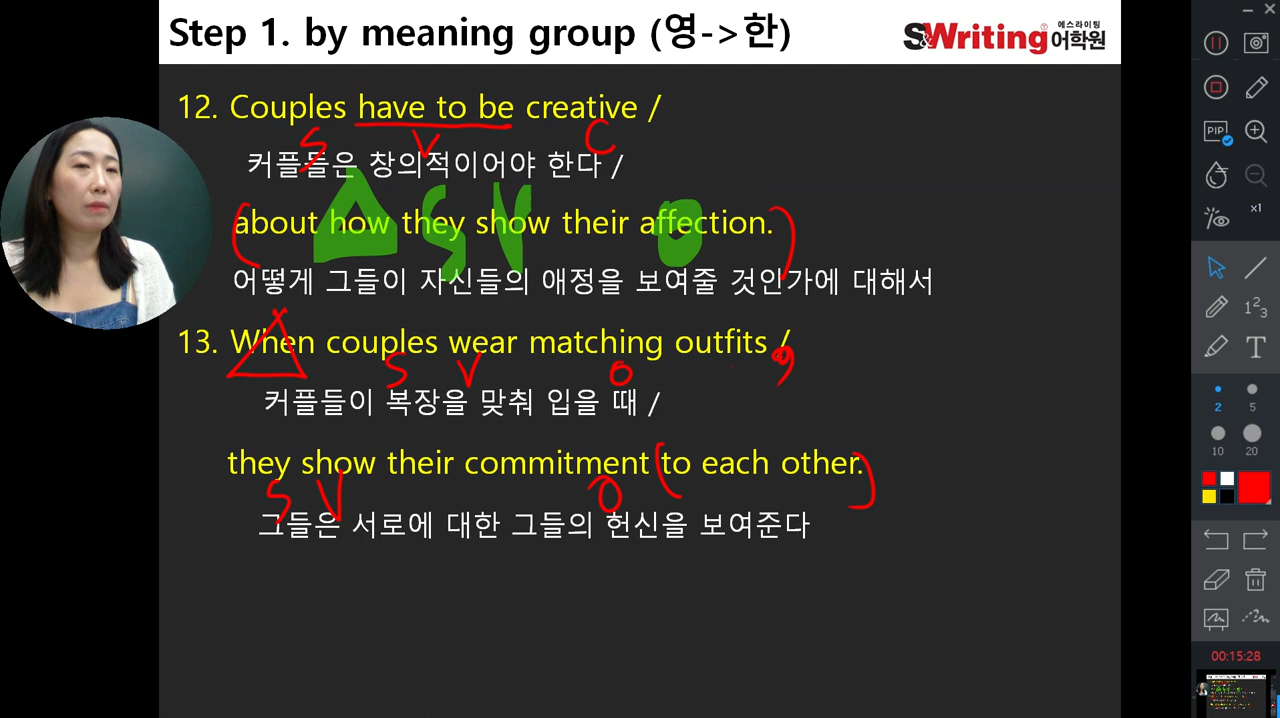 Step 1. by meaning group (영->한)
에스라이팅
S&Writing 어학원
12. Couples have to be creative /
S V C
커플들은 창의적이어야 한다 /
(about how they show their affection.)
S V O
어떻게 그들이 자신들의 애정을 보여줄 것인가에 대해서
13. When couples wear matching outfits /
S V O ,
커플들이 복장을 맞춰 입을 때 /
they show their commitment (to each other.)
S V O
그들은 서로에 대한 그들의 헌신을 보여준다
PIP
x1
1 2 3
T
2 5
10 20
00:15:28